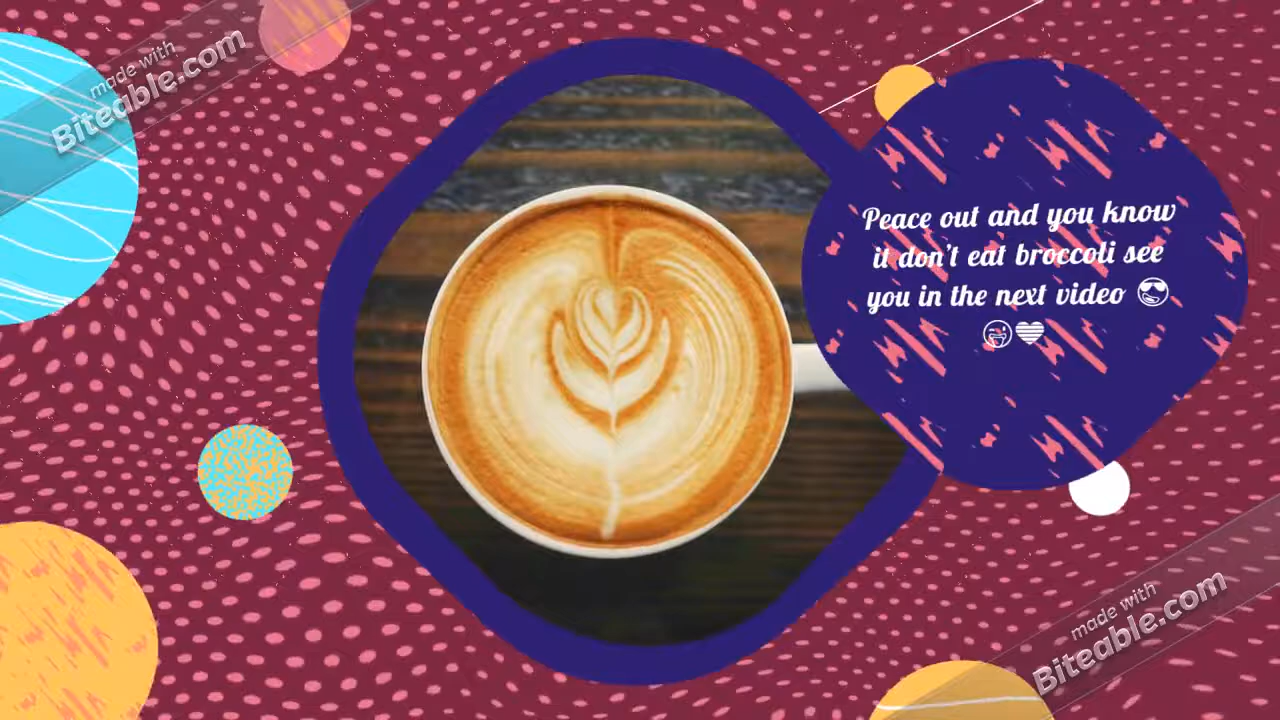 made with
Biteable.com
Peace out and you know
it don't eat broccoli see
you in the next video 😎
😂❤
made with
Biteable.com